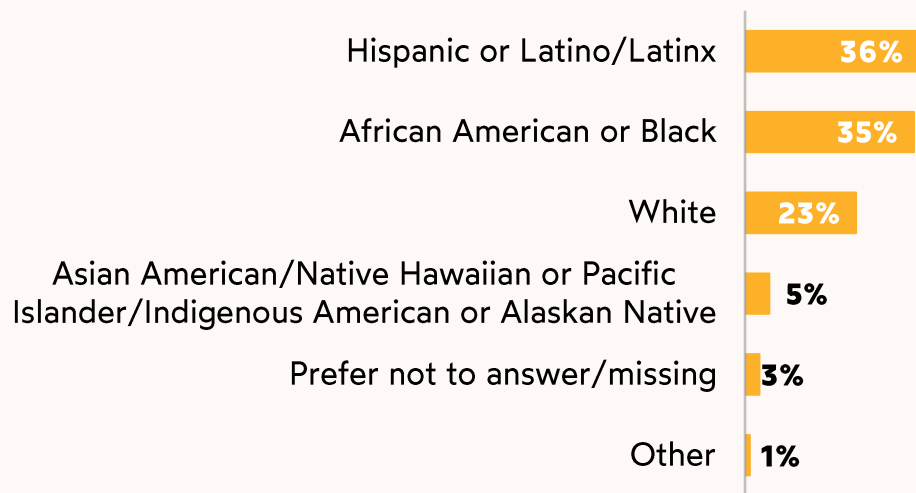 Hispanic or Latino/Latinx 36%
African American or Black 35%
White 23%
Asian American/Native Hawaiian or Pacific
Islander/Indigenous American or Alaskan Native 5%
Prefer not to answer/missing 3%
Other 1%